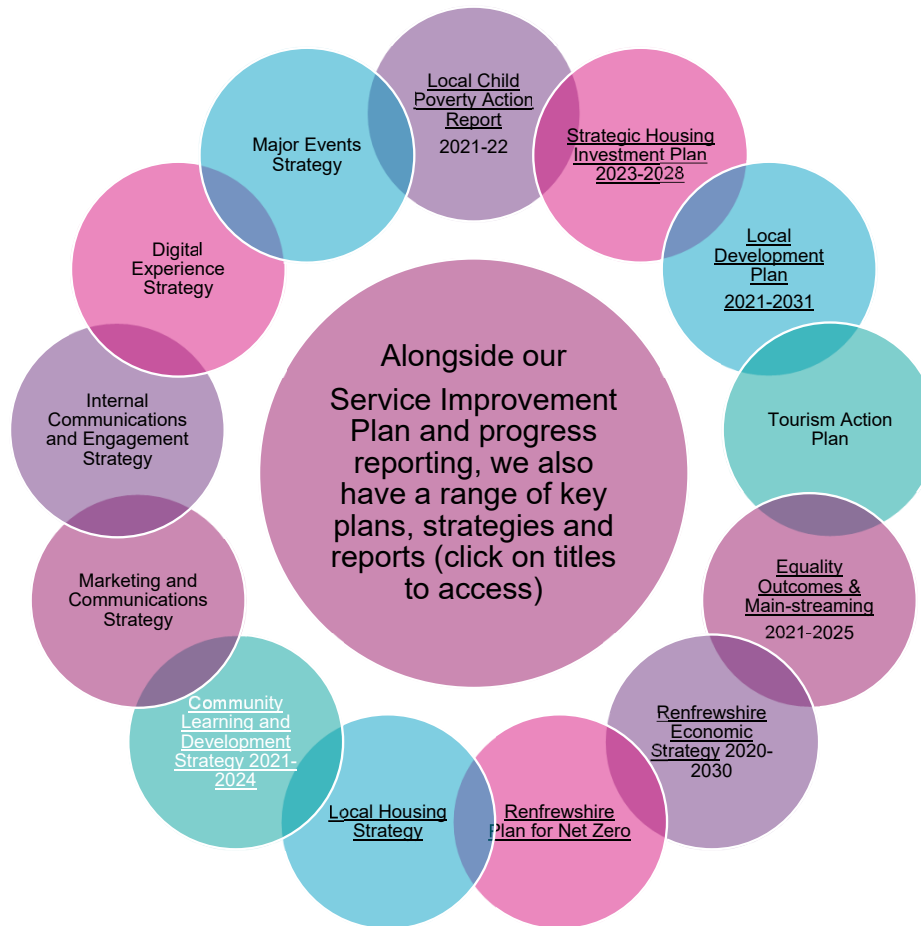 Local Child
Poverty Action
Report
2021-22
Strategic Housing
Investment Plan
2023-2028
Local
Development
Plan
2021-2031
Tourism Action
Plan
Equality
Outcomes &
Main-streaming
2021-2025
Renfrewshire
Economic
Strategy 2020-
2030
Renfrewshire
Plan for Net Zero
Local Housing
Strategy
Community
Learning and
Development
Strategy 2021-
2024
Marketing and
Communications
Strategy
Internal
Communications
and Engagement
Strategy
Digital
Experience
Strategy
Major Events
Strategy
Alongside our
Service Improvement
Plan and progress
reporting, we also
have a range of key
plans, strategies and
reports (click on titles
to access)